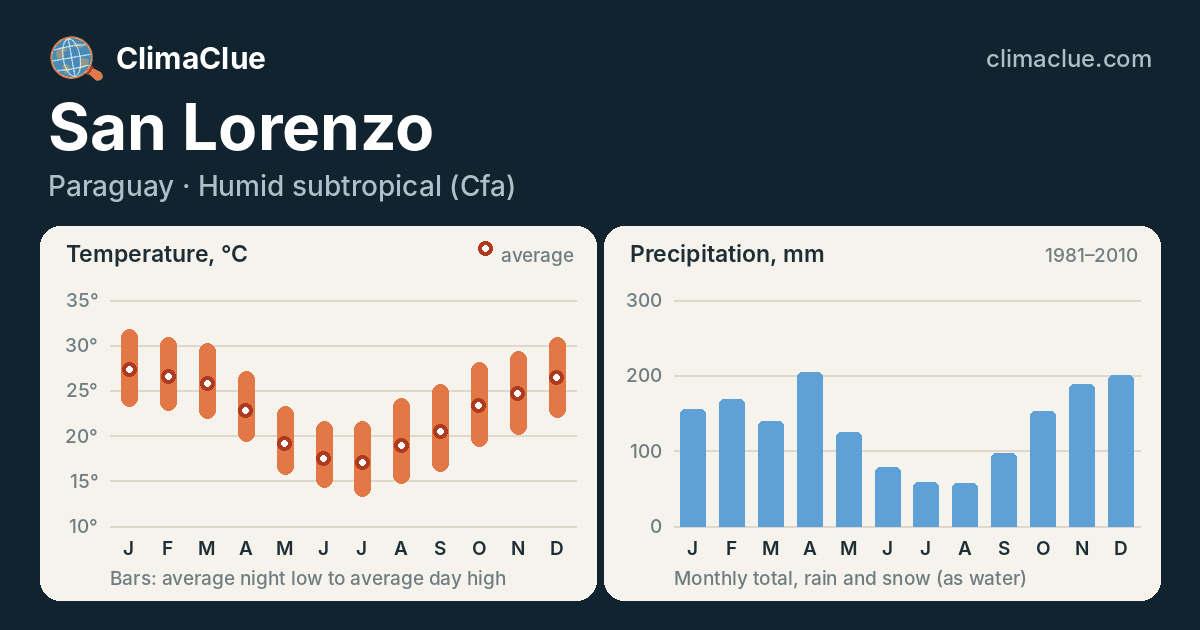 ClimaClue
climaclue.com
San Lorenzo
Paraguay · Humid subtropical (Cfa)
Temperature, °C
average
35°
30°
25°
20°
15°
10°
J F M A M J J A S O N D
Bars: average night low to average day high
Precipitation, mm
1981–2010
300
200
100
0
J F M A M J J A S O N D
Monthly total, rain and snow (as water)